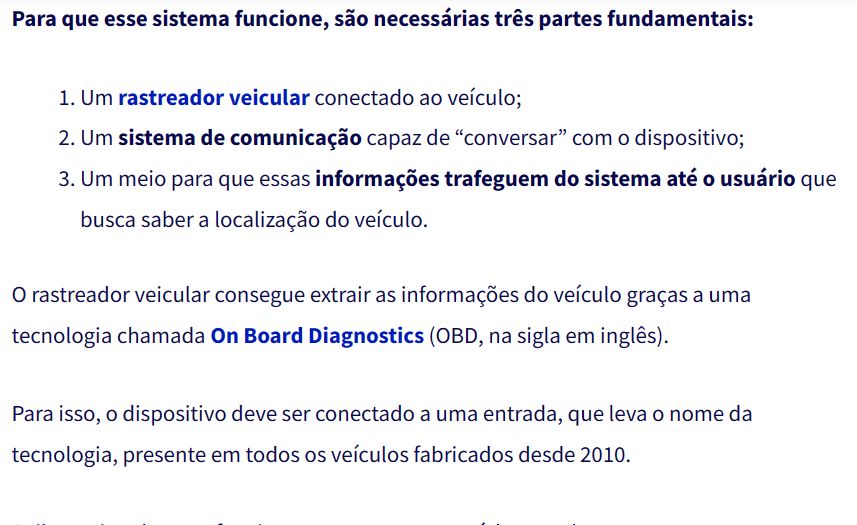 Para que esse sistema funcione, são necessárias três partes fundamentais:
1. Um rastreador veicular conectado ao veículo;
2. Um sistema de comunicação capaz de “conversar” com o dispositivo;
3. Um meio para que essas informações trafeguem do sistema até o usuário que
busca saber a localização do veículo.
O rastreador veicular consegue extrair as informações do veículo graças a uma
tecnologia chamada On Board Diagnostics (OBD, na sigla em inglês).
Para isso, o dispositivo deve ser conectado a uma entrada, que leva o nome da
tecnologia, presente em todos os veículos fabricados desde 2010.